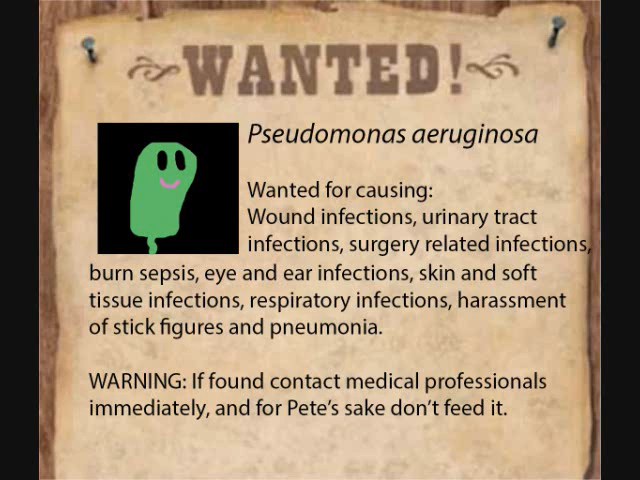 WANTED!
Pseudomonas aeruginosa
Wanted for causing:
Wound infections, urinary tract
infections, surgery related infections,
burn sepsis, eye and ear infections, skin and soft
tissue infections, respiratory infections, harassment
of stick figures and pneumonia.
WARNING: If found contact medical professionals
immediately, and for Pete's sake don't feed it.